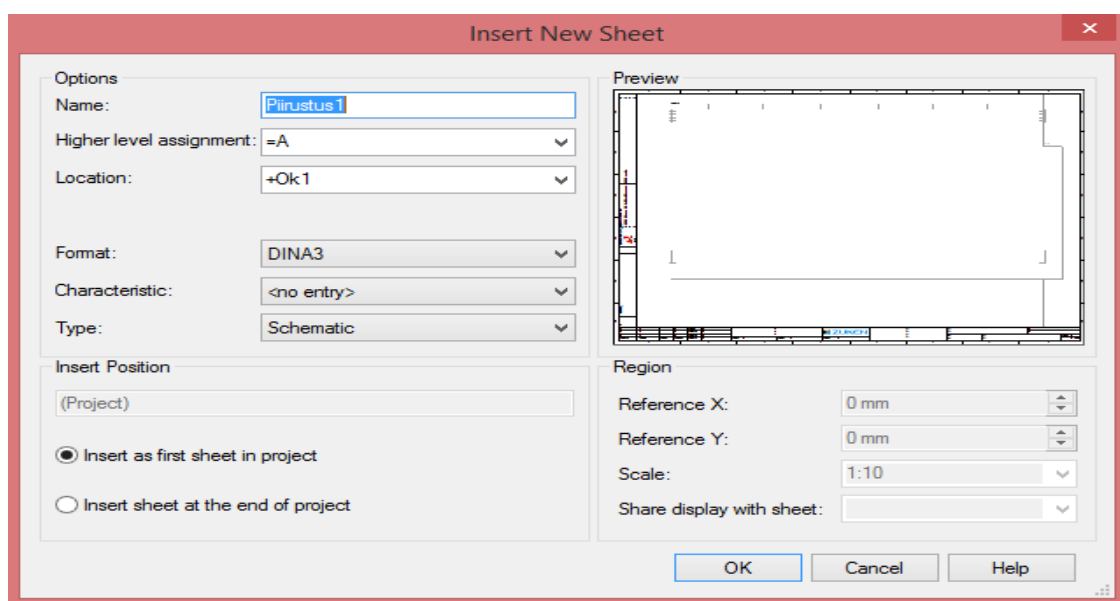 Insert New Sheet
Options
Name: Piirustus1
Higher level assignment: =A
Location: +Ok1
Format: DINA3
Characteristic: <no entry>
Type: Schematic
Preview
ZUKEN
Insert Position
(Project)
Insert as first sheet in project
Insert sheet at the end of project
Region
Reference X: 0 mm
Reference Y: 0 mm
Scale: 1:10
Share display with sheet:
OK Cancel Help